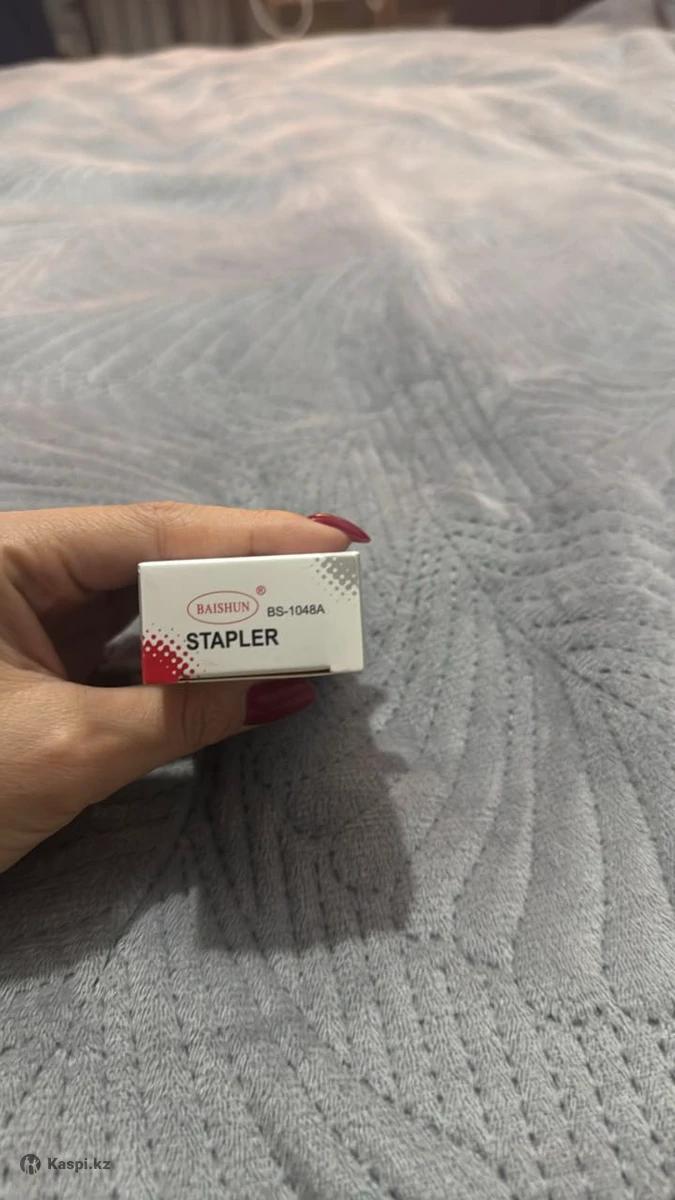 BAISHUN ® BS-1048A
STAPLER
Kaspi.kz